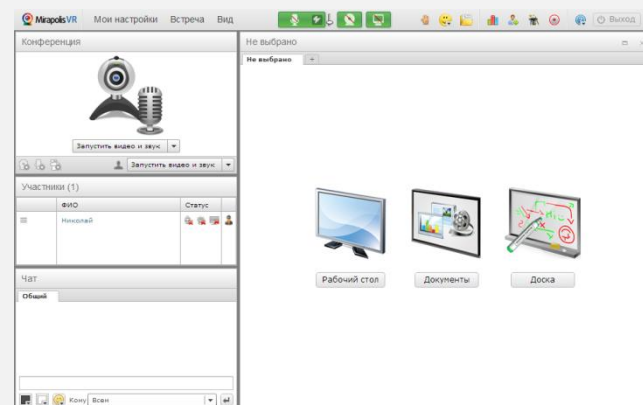 Mirapolis VR Мои настройки Встреча Вид Выход
Конференция
Запустить видео и звук
Запустить видео и звук
Участники (1)
ФИО Статус
Николай
Чат
Общий
Кому Всем
Не выбрано
Не выбрано +
Рабочий стол Документы Доска